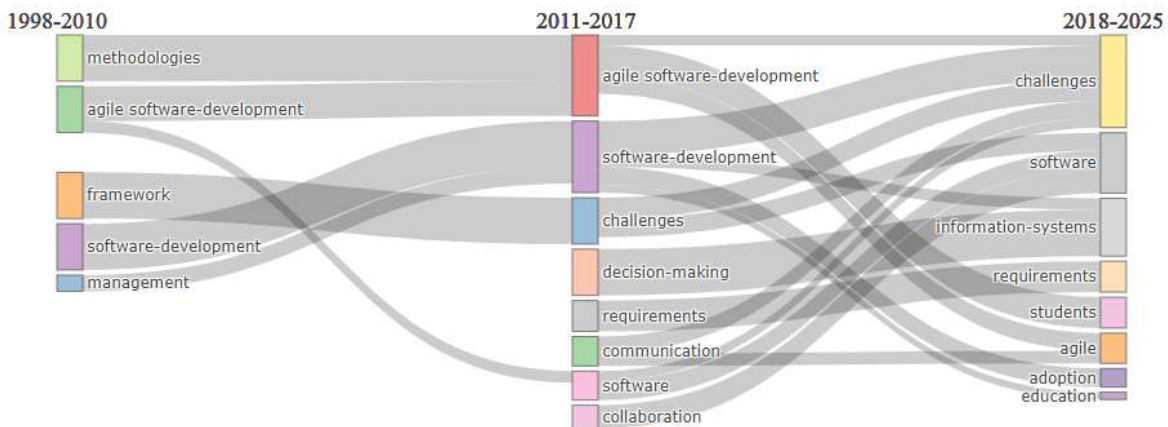 1998-2010
2011-2017
2018-2025
methodologies
agile software-development
framework
software-development
management
agile software-development
software-development
challenges
decision-making
requirements
communication
software
collaboration
challenges
software
information-systems
requirements
students
agile
adoption
education